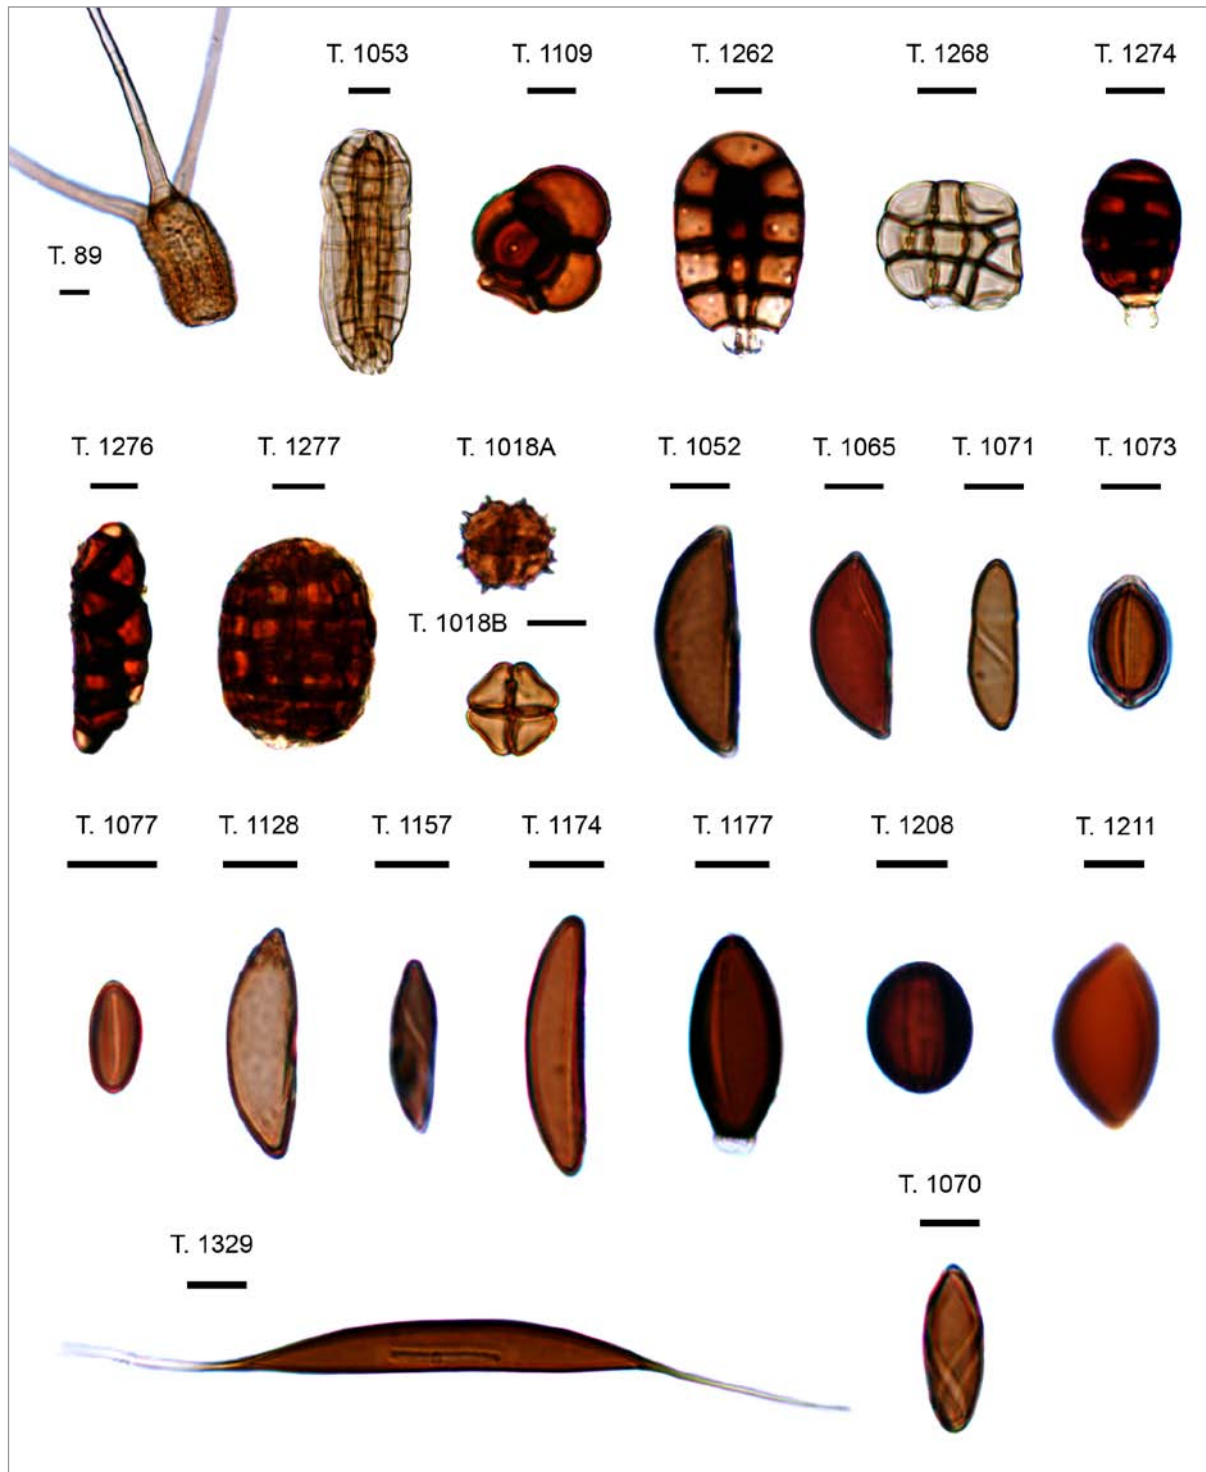 T. 1053
T. 1109
T. 1262
T. 1268
T. 1274
T. 89
T. 1276
T. 1277
T. 1018A
T. 1052
T. 1065
T. 1071
T. 1073
T. 1018B
T. 1077
T. 1128
T. 1157
T. 1174
T. 1177
T. 1208
T. 1211
T. 1070
T. 1329